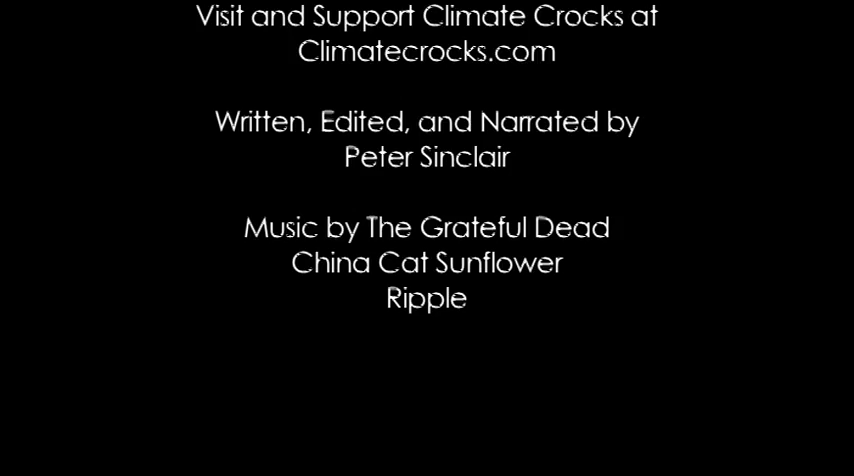 Visit and Support Climate Crocks at
Climatecrocks.com
Written, Edited, and Narrated by
Peter Sinclair
Music by The Grateful Dead
China Cat Sunflower
Ripple